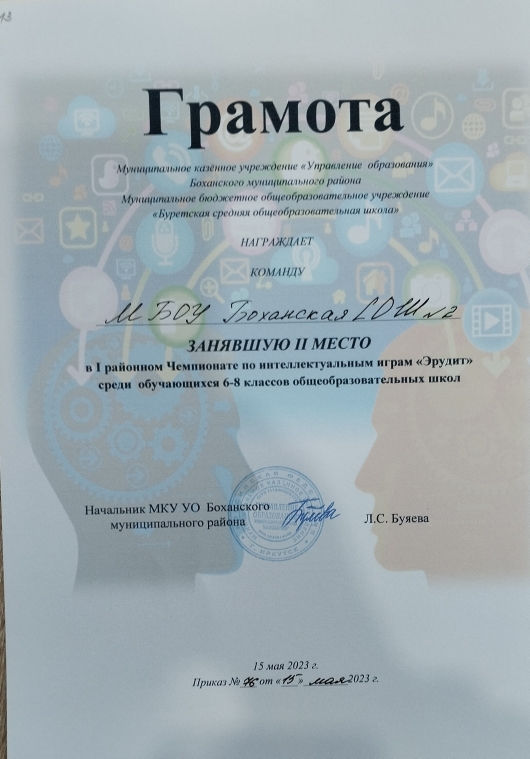 Грамота
Муниципальное казенное учреждение «Управление образования»
Боханского муниципального района
Муниципальное бюджетное общеобразовательное учреждение
«Буретская средняя общеобразовательная школа»
НАГРАЖДАЕТ
КОМАНДУ
МБОУ Боханская СОШ №2
ЗАНЯВШУЮ II МЕСТО
в I районном Чемпионате по интеллектуальным играм «Эрудит»
среди обучающихся 6-8 классов общеобразовательных школ
Начальник МКУ УО Боханского
муниципального района
Л.С. Буяева
15 мая 2023 г.
Приказ № от «15» мая 2023 г.